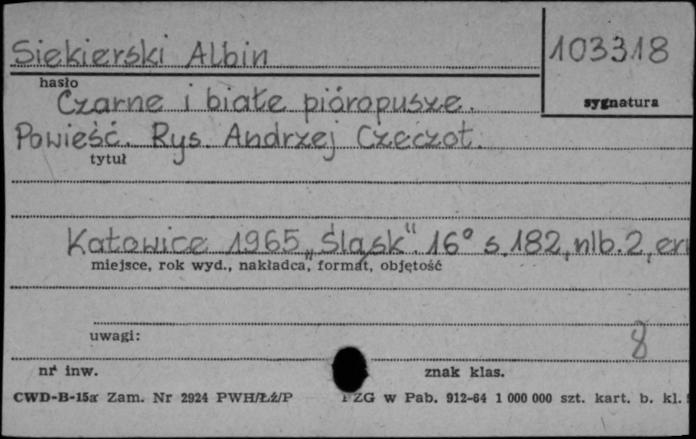 Siekierski Albin
103318
hasło
sygnatura
Czarne i białe pióropusze.
Powieść. Rys. Andrzej Czeczot.
tytuł
Katowice 1965 „Śląsk". 16° s. 182, nlb. 2,
miejsce, rok wyd., nakładca, format, objętość
uwagi:
8
nr inw.
znak klas.
CWD-B-15a Zam. Nr 2924 PWH/Łź/P PZG w Pab. 912-64 1 000 000 szt. kart. b. kl.